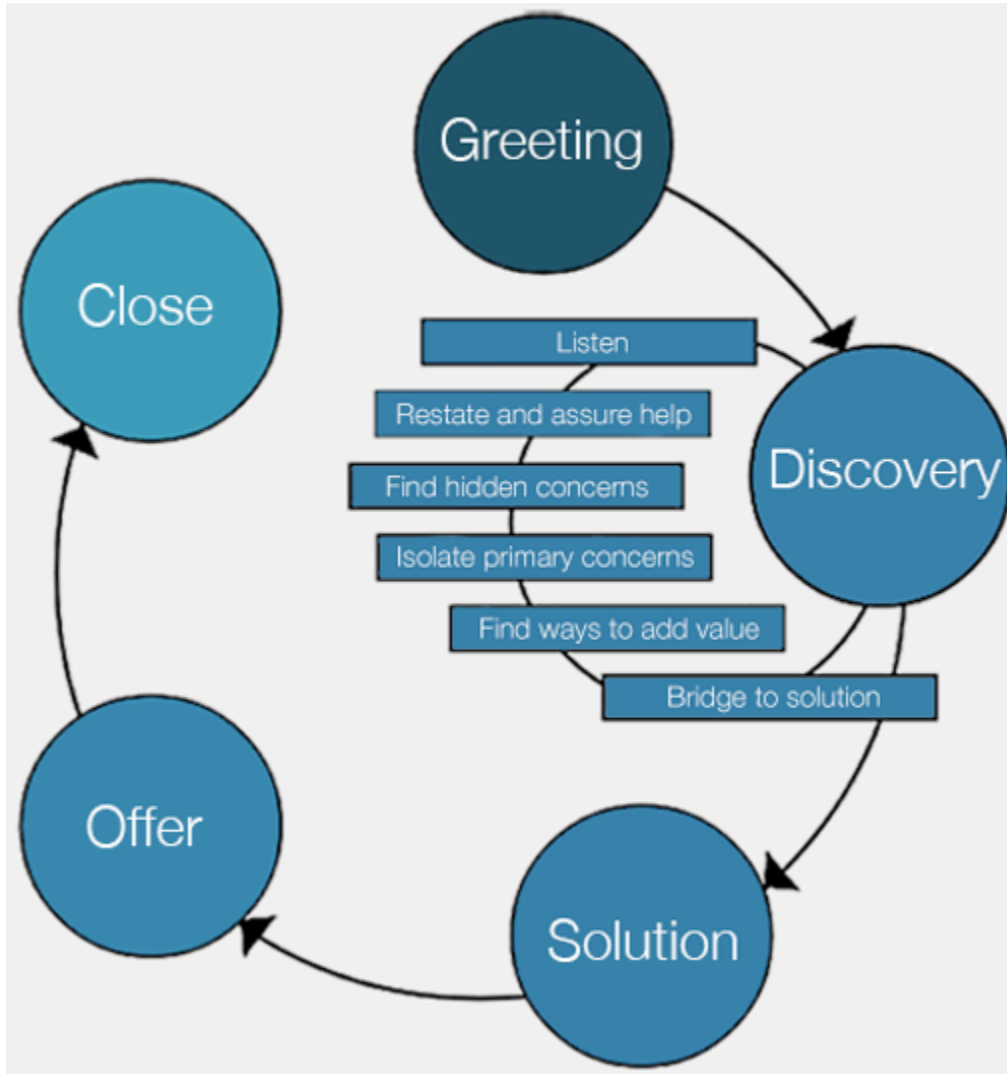 Greeting
Close
Listen
Restate and assure help
Discovery
Find hidden concerns
Isolate primary concerns
Find ways to add value
Bridge to solution
Offer
Solution